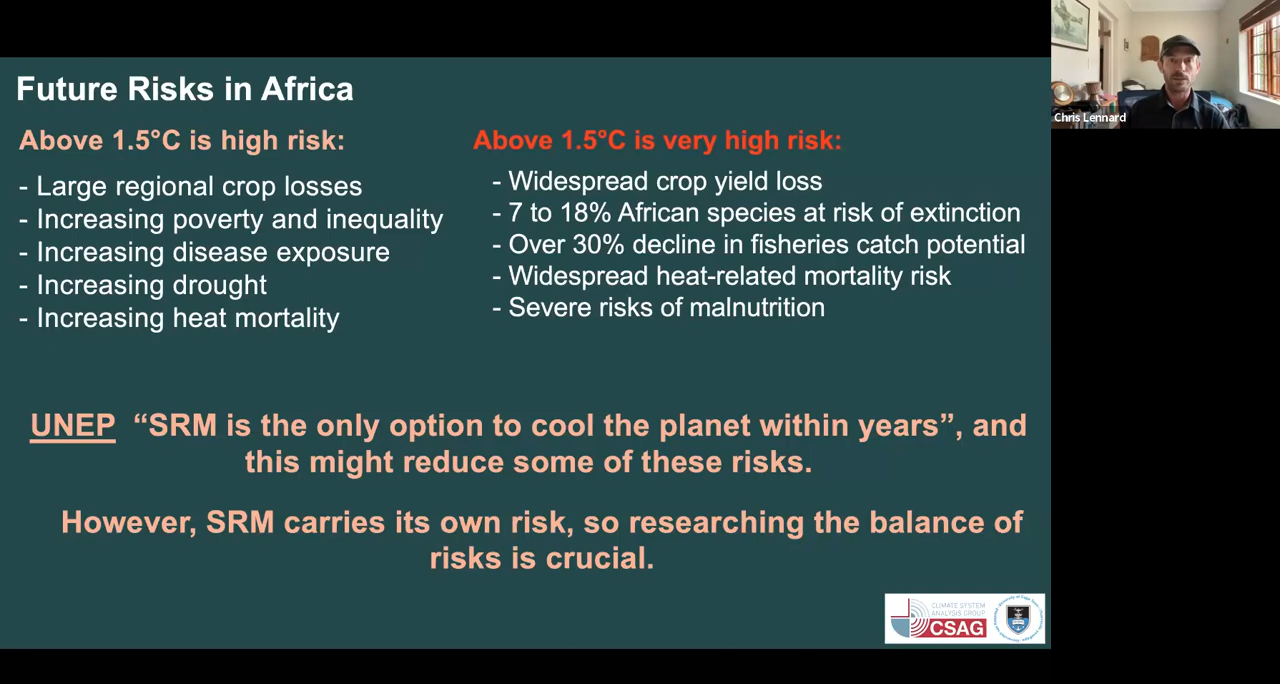 Future Risks in Africa
Above 1.5°C is high risk:
- Large regional crop losses
- Increasing poverty and inequality
- Increasing disease exposure
- Increasing drought
- Increasing heat mortality
Above 1.5°C is very high risk:
- Widespread crop yield loss
- 7 to 18% African species at risk of extinction
- Over 30% decline in fisheries catch potential
- Widespread heat-related mortality risk
- Severe risks of malnutrition
UNEP “SRM is the only option to cool the planet within years”, and
this might reduce some of these risks.
However, SRM carries its own risk, so researching the balance of
risks is crucial.
CLIMATE SYSTEM
ANALYSIS GROUP
CSAG
Chris Lennard